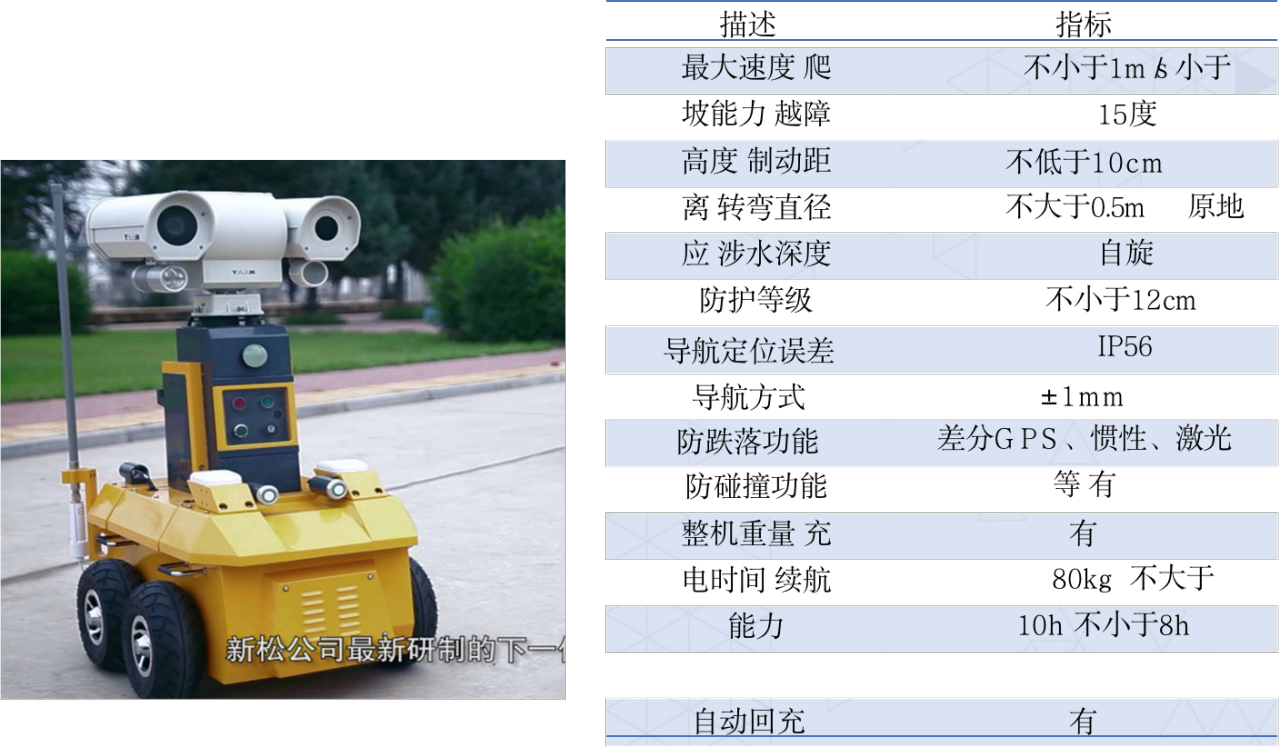 描述 指标
最大速度 爬 不小于1m/s 小于
坡能力 越障 15度
高度 制动距 不低于10cm
离 转弯直径 不大于0.5m 原地
应 涉水深度 自旋
防护等级 不小于12cm
导航定位误差 IP56
导航方式 ±1mm
防跌落功能 差分GPS、惯性、激光
防碰撞功能 等 有
整机重量 充 有
电时间 续航 80kg 不大于
能力 10h 不小于8h
自动回充 有
新松公司最新研制的下一